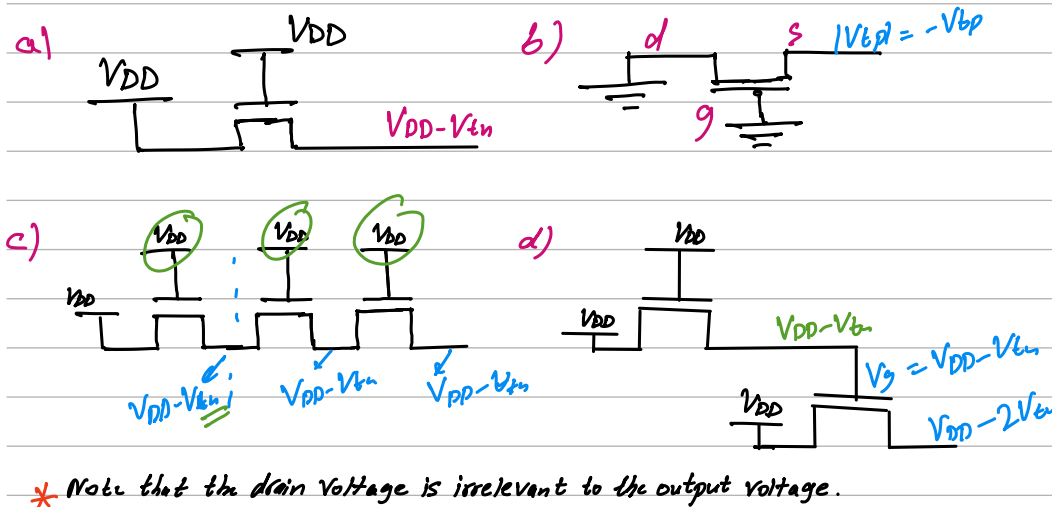 a)
VDD
VDD
VDD-Vtn
b)
d
s
|Vtp| = -Vtp
g
c)
VDD
VDD
VDD
VDD
VDD-Vtn
VDD-Vtn
VDD-Vtn
d)
VDD
VDD
VDD-Vtn
Vg = VDD-Vtn
VDD
VDD-2Vtn
* Note that the drain voltage is irrelevant to the output voltage.